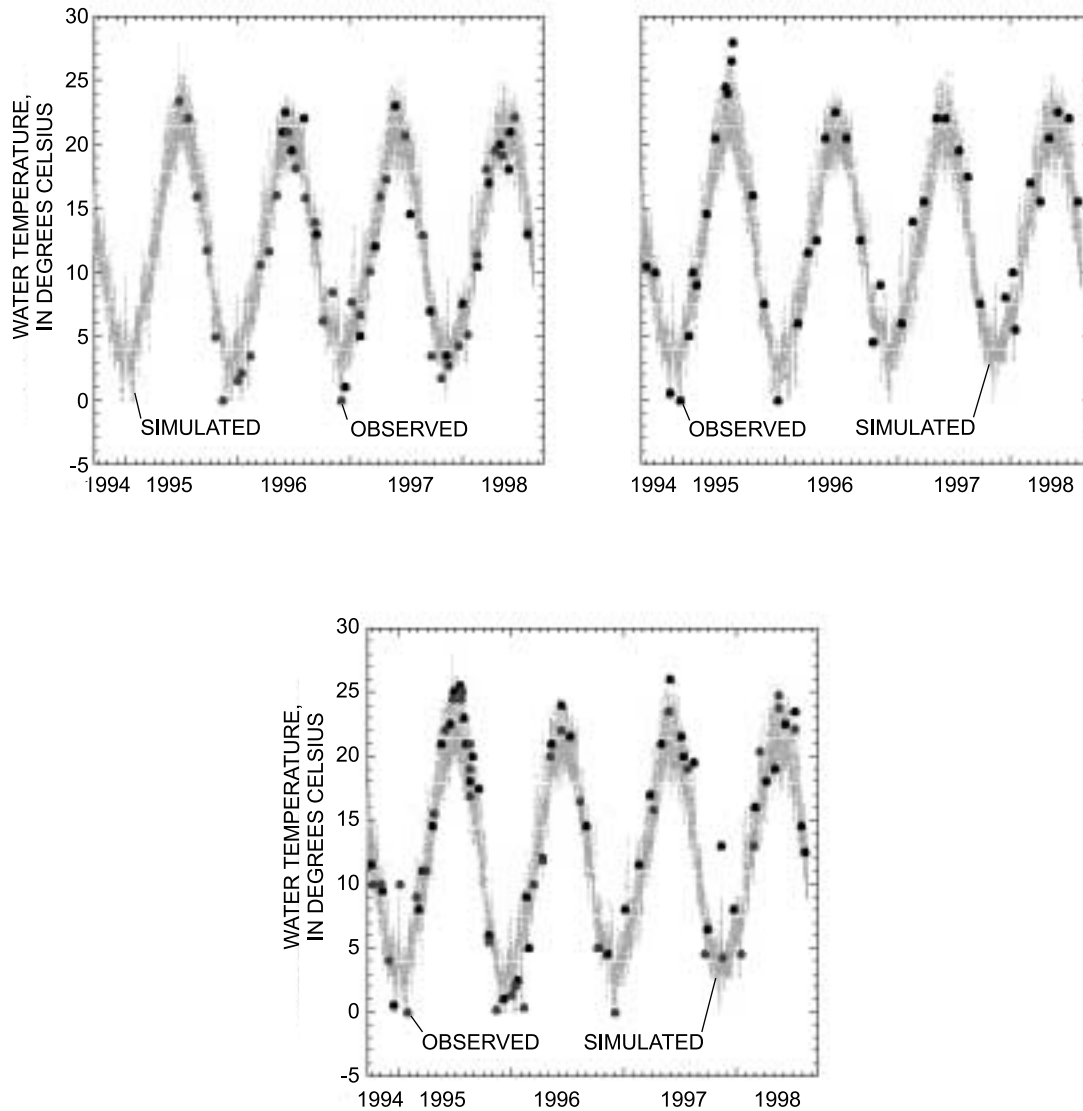 30
25
20
15
10
5
0
-5
WATER TEMPERATURE,
IN DEGREES CELSIUS
SIMULATED
OBSERVED
1994 1995 1996 1997 1998
OBSERVED
SIMULATED
1994 1995 1996 1997 1998
30
25
20
15
10
5
0
-5
WATER TEMPERATURE,
IN DEGREES CELSIUS
OBSERVED
SIMULATED
1994 1995 1996 1997 1998